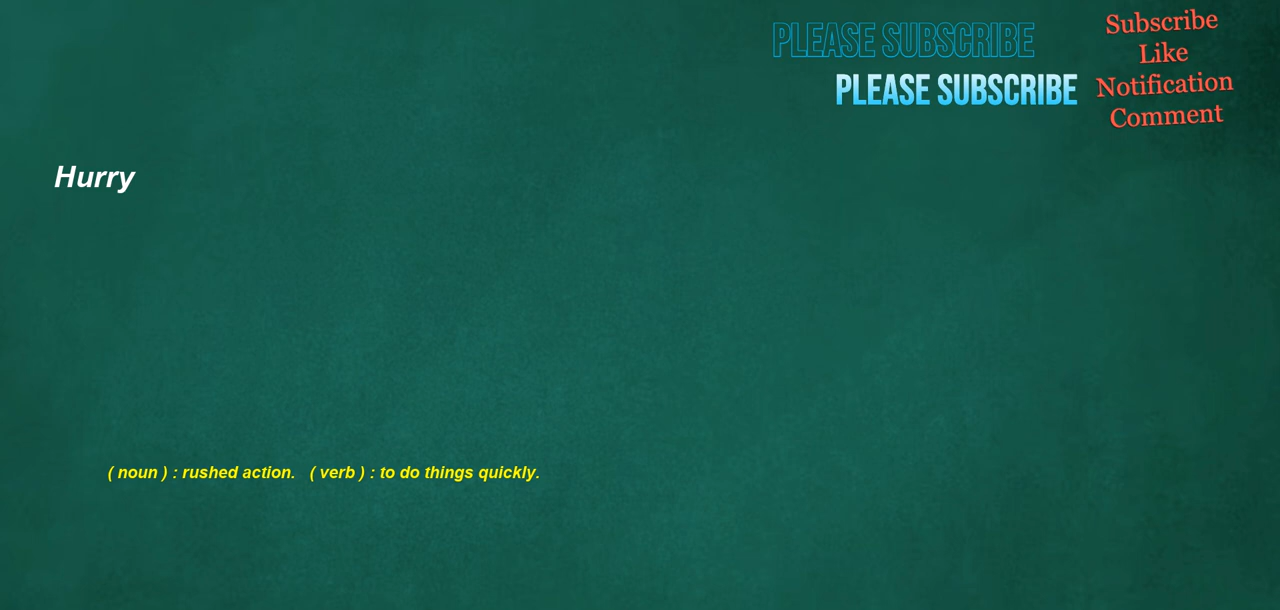 PLEASE SUBSCRIBE
PLEASE SUBSCRIBE
Subscribe
Like
Notification
Comment
Hurry
( noun ) : rushed action. ( verb ) : to do things quickly.